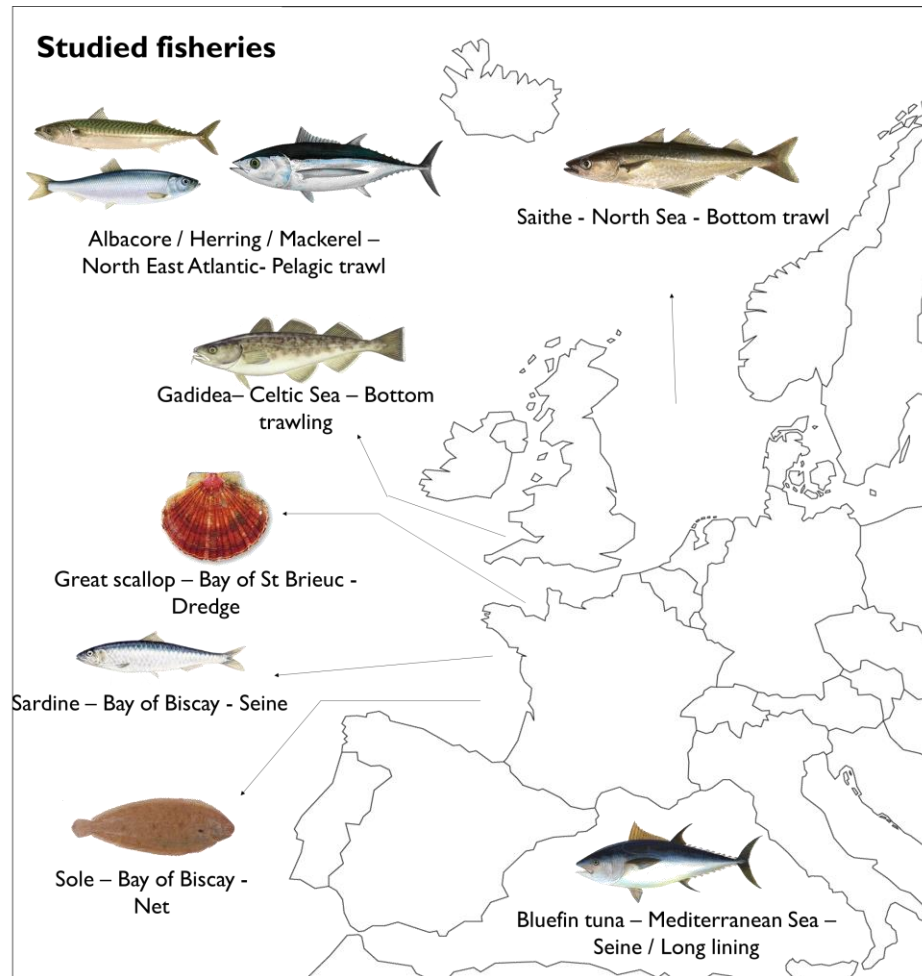 Studied fisheries
Albacore / Herring / Mackerel –
North East Atlantic- Pelagic trawl
Saithe - North Sea - Bottom trawl
Gadidea– Celtic Sea – Bottom
trawling
Great scallop – Bay of St Brieuc -
Dredge
Sardine – Bay of Biscay - Seine
Sole – Bay of Biscay -
Net
Bluefin tuna – Mediterranean Sea –
Seine / Long lining